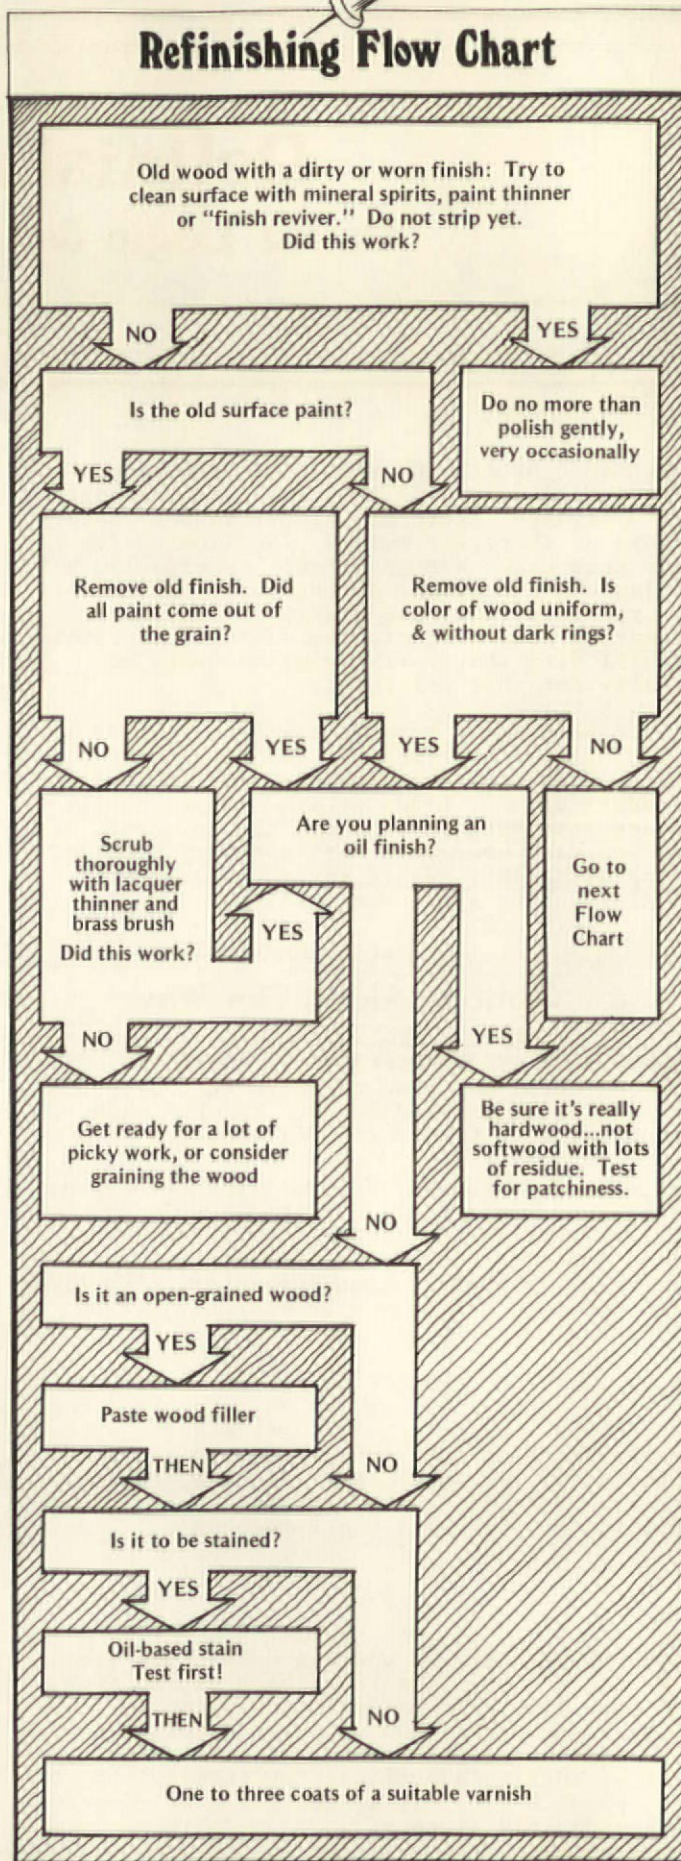 Refinishing Flow Chart
Old wood with a dirty or worn finish: Try to
clean surface with mineral spirits, paint thinner
or “finish reviver.” Do not strip yet.
Did this work?
NO
YES
Is the old surface paint?
Do no more than
polish gently,
very occasionally
YES
NO
Remove old finish. Did
all paint come out of
the grain?
Remove old finish. Is
color of wood uniform,
& without dark rings?
NO
YES
YES
NO
Scrub
thoroughly
with lacquer
thinner and
brass brush
Did this work?
Are you planning an
oil finish?
Go to
next
Flow
Chart
YES
NO
YES
Get ready for a lot of
picky work, or consider
graining the wood
Be sure it’s really
hardwood...not
softwood with lots
of residue. Test
for patchiness.
NO
Is it an open-grained wood?
YES
Paste wood filler
THEN
NO
Is it to be stained?
YES
Oil-based stain
Test first!
THEN
NO
One to three coats of a suitable varnish